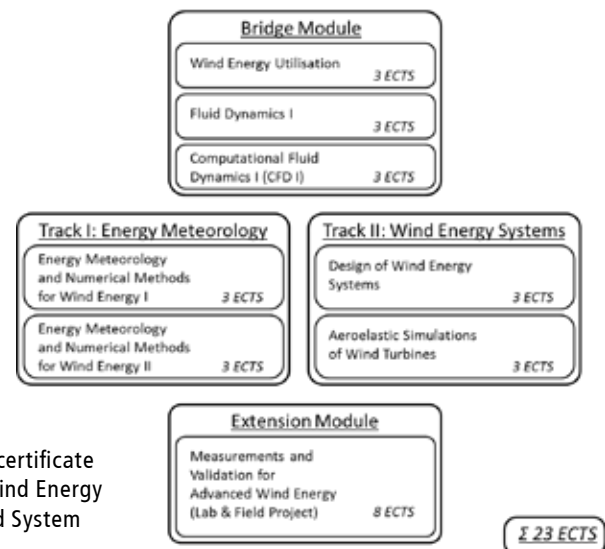 Bridge Module
Wind Energy Utilisation
3 ECTS
Fluid Dynamics I
3 ECTS
Computational Fluid
Dynamics I (CFD I)
3 ECTS
Track I: Energy Meteorology
Energy Meteorology
and Numerical Methods
for Wind Energy I
3 ECTS
Energy Meteorology
and Numerical Methods
for Wind Energy II
3 ECTS
Track II: Wind Energy Systems
Design of Wind Energy
Systems
3 ECTS
Aeroelastic Simulations
of Wind Turbines
3 ECTS
Extension Module
Measurements and
Validation for
Advanced Wind Energy
(Lab & Field Project)
8 ECTS
certificate
ind Energy
d System
Σ 23 ECTS